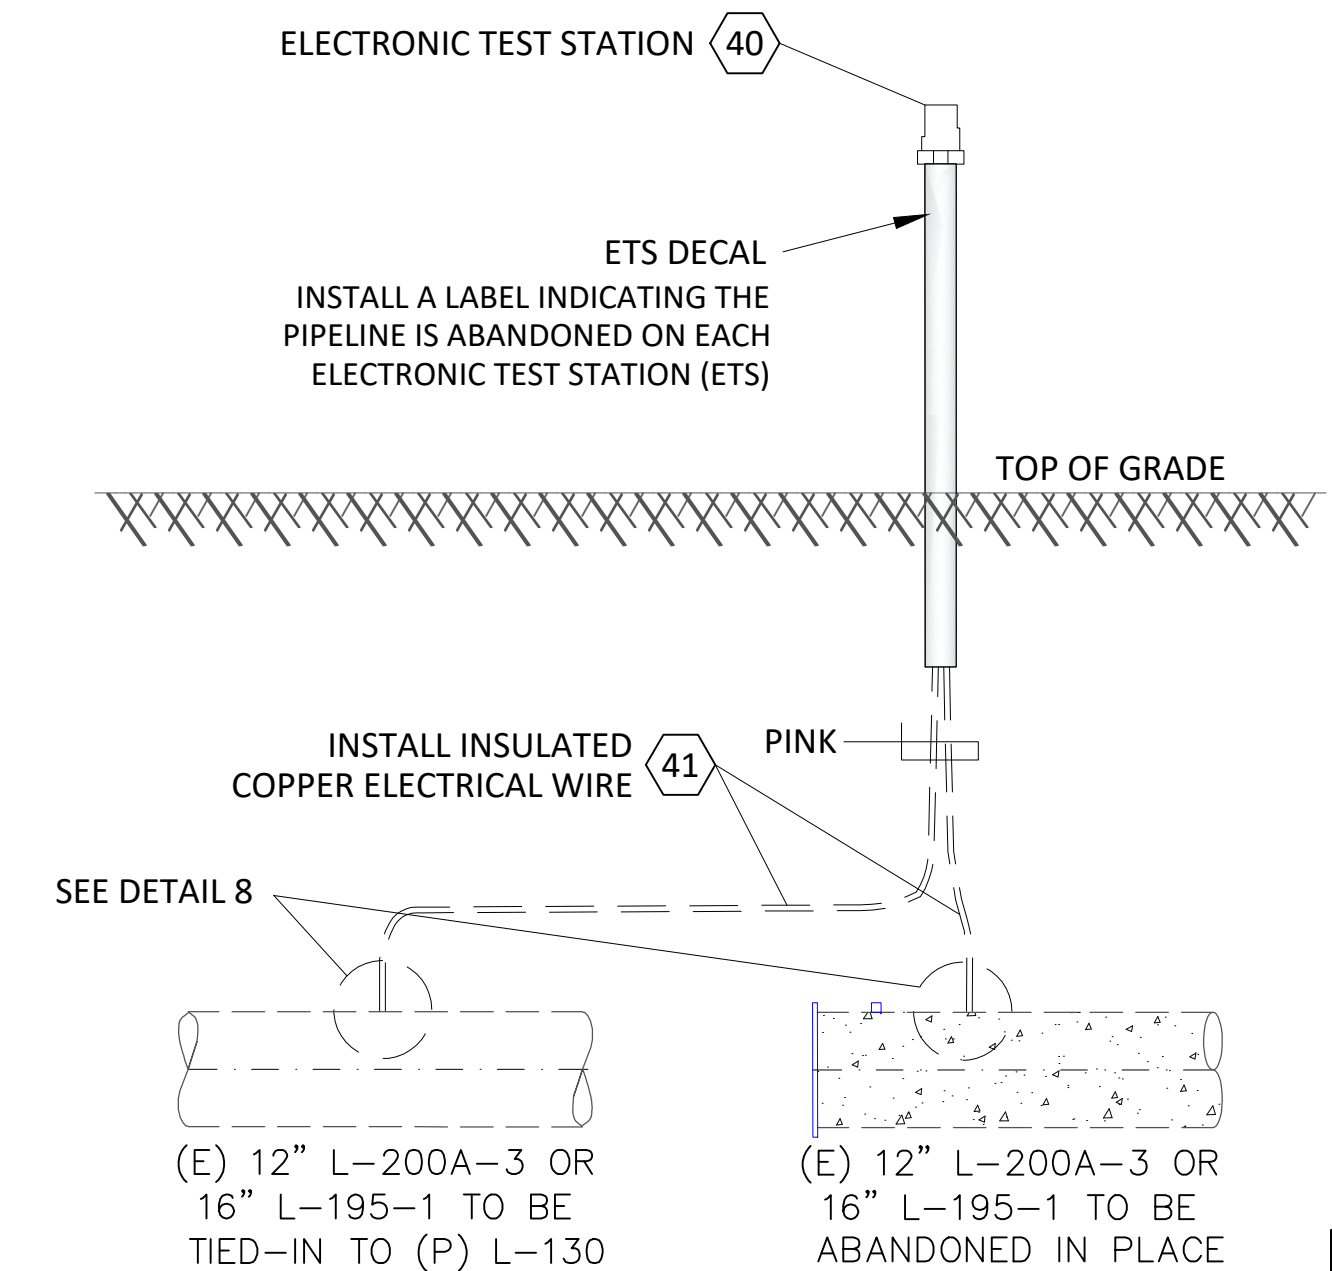 ELECTRONIC TEST STATION 40
ETS DECAL
INSTALL A LABEL INDICATING THE
PIPELINE IS ABANDONED ON EACH
ELECTRONIC TEST STATION (ETS)
TOP OF GRADE
PINK
INSTALL INSULATED
COPPER ELECTRICAL WIRE
41
SEE DETAIL 8
(E) 12” L-200A-3 OR
16” L-195-1 TO BE
TIED-IN TO (P) L-130
(E) 12” L-200A-3 OR
16” L-195-1 TO BE
ABANDONED IN PLACE